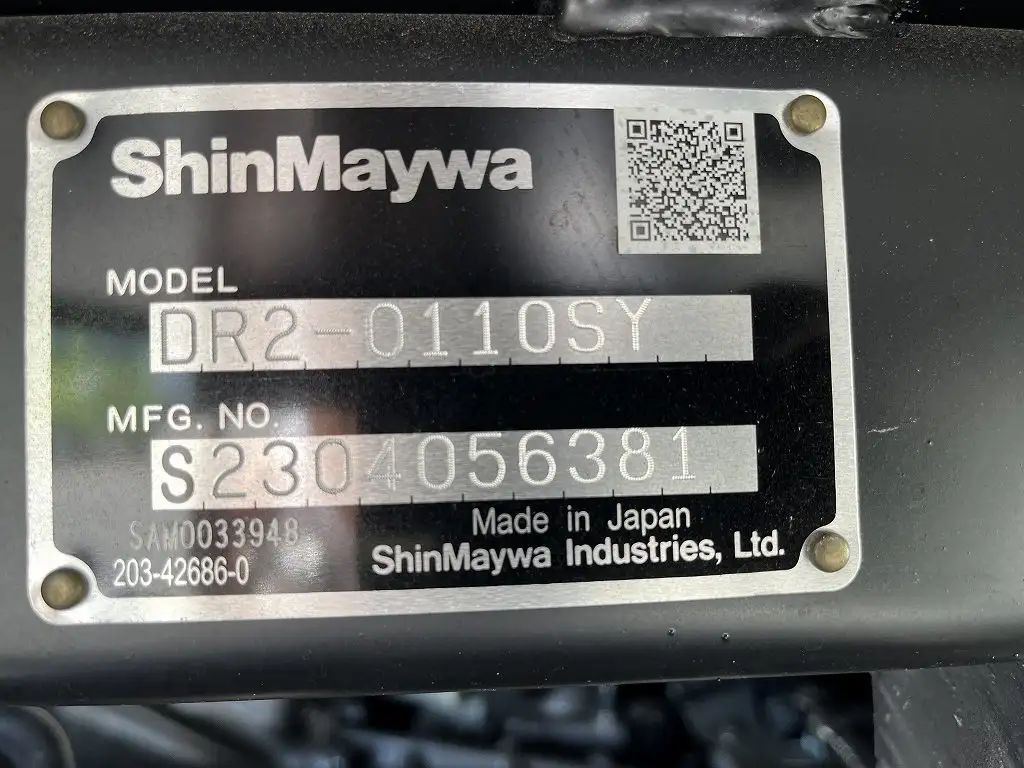 ShinMaywa
MODEL
DR2-0110SY
MFG. NO.
S2304056381
SAM0033948
203-42686-0
Made in Japan
ShinMaywa Industries, Ltd.